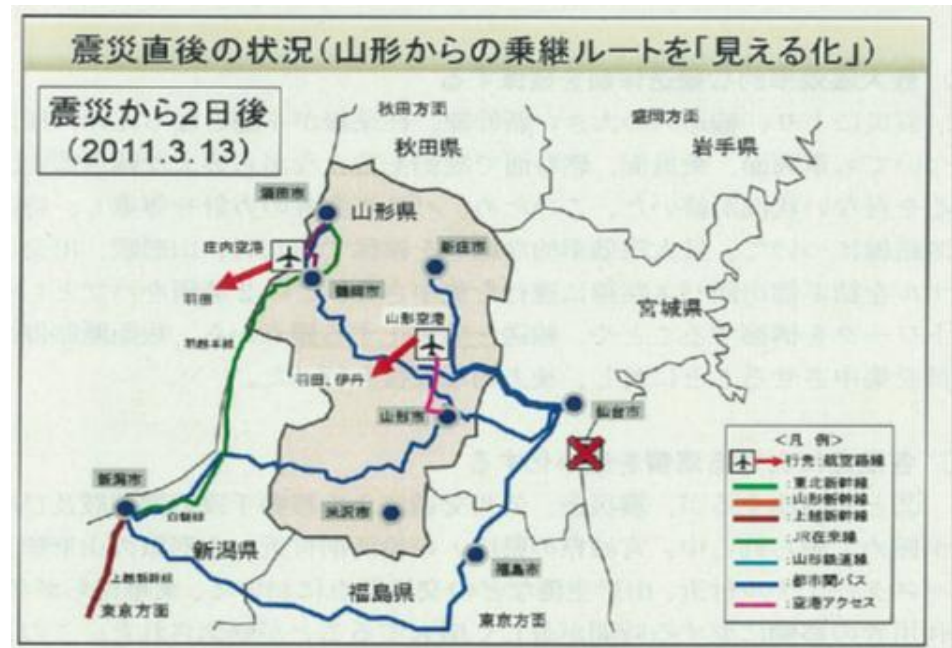 震災直後の状況(山形からの乗継ルートを「見える化」)
震災から2日後
(2011.3.13)
秋田方面
秋田県
盛岡方面
岩手県
酒田市
山形県
庄内空港
新庄市
羽田
鶴岡市
宮城県
山形空港
羽越本線
羽田、伊丹
山形市
仙台市
<凡 例>
:行先・航空路線
:東北新幹線
:山形新幹線
:上越新幹線
:JR在来線
:山形鉄道線
:都市間バス
:空港アクセス
新潟市
白新線
米沢市
新潟県
福島市
上越新幹線
福島県
東京方面
東京方面